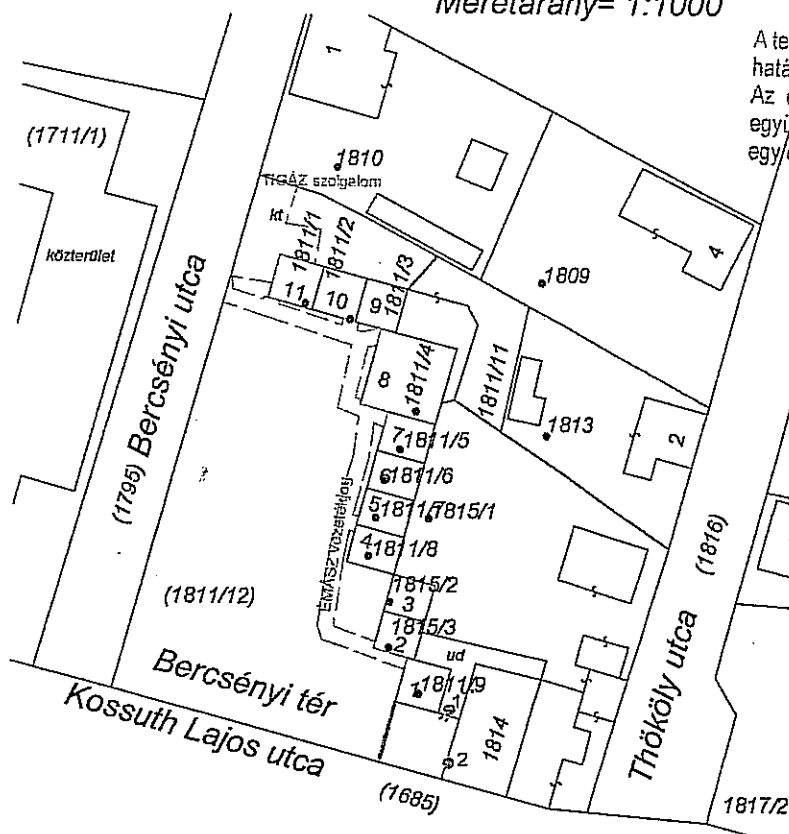 Méretarány= 1:1000
A te
hatá
Az
együ
egy
1
(1711/1)
1810
TIGÁZ szolgalom
kt
1811/1
1811/2
1811/3
közterület
1809
4
11
10
9
(1795) Bercsényi utca
8
1811/4
1811/11
1813
2
7
1811/5
6
1811/6
5
1811/7
1815/1
4
1811/8
ÉMÁSZ vezetékjog
(1816)
(1811/12)
1815/2
3
1815/3
2
ud
Bercsényi tér
1
1811/9
1
Thököly utca
Kossuth Lajos utca
1814
2
(1685)
1817/2